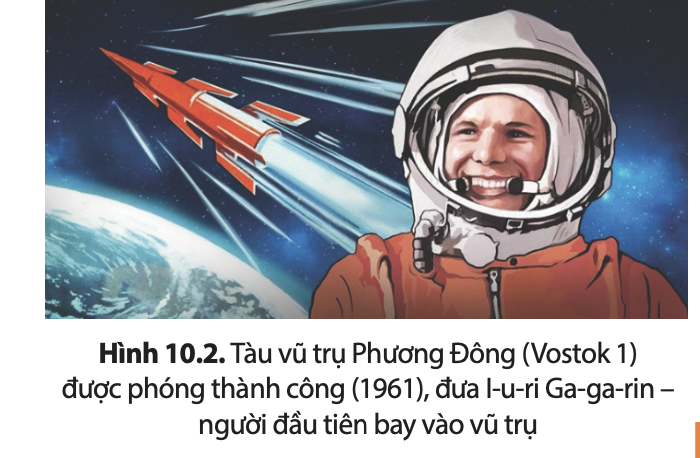 Hình 10.2. Tàu vũ trụ Phương Đông (Vostok 1)
được phóng thành công (1961), đưa I-u-ri Ga-ga-rin –
người đầu tiên bay vào vũ trụ